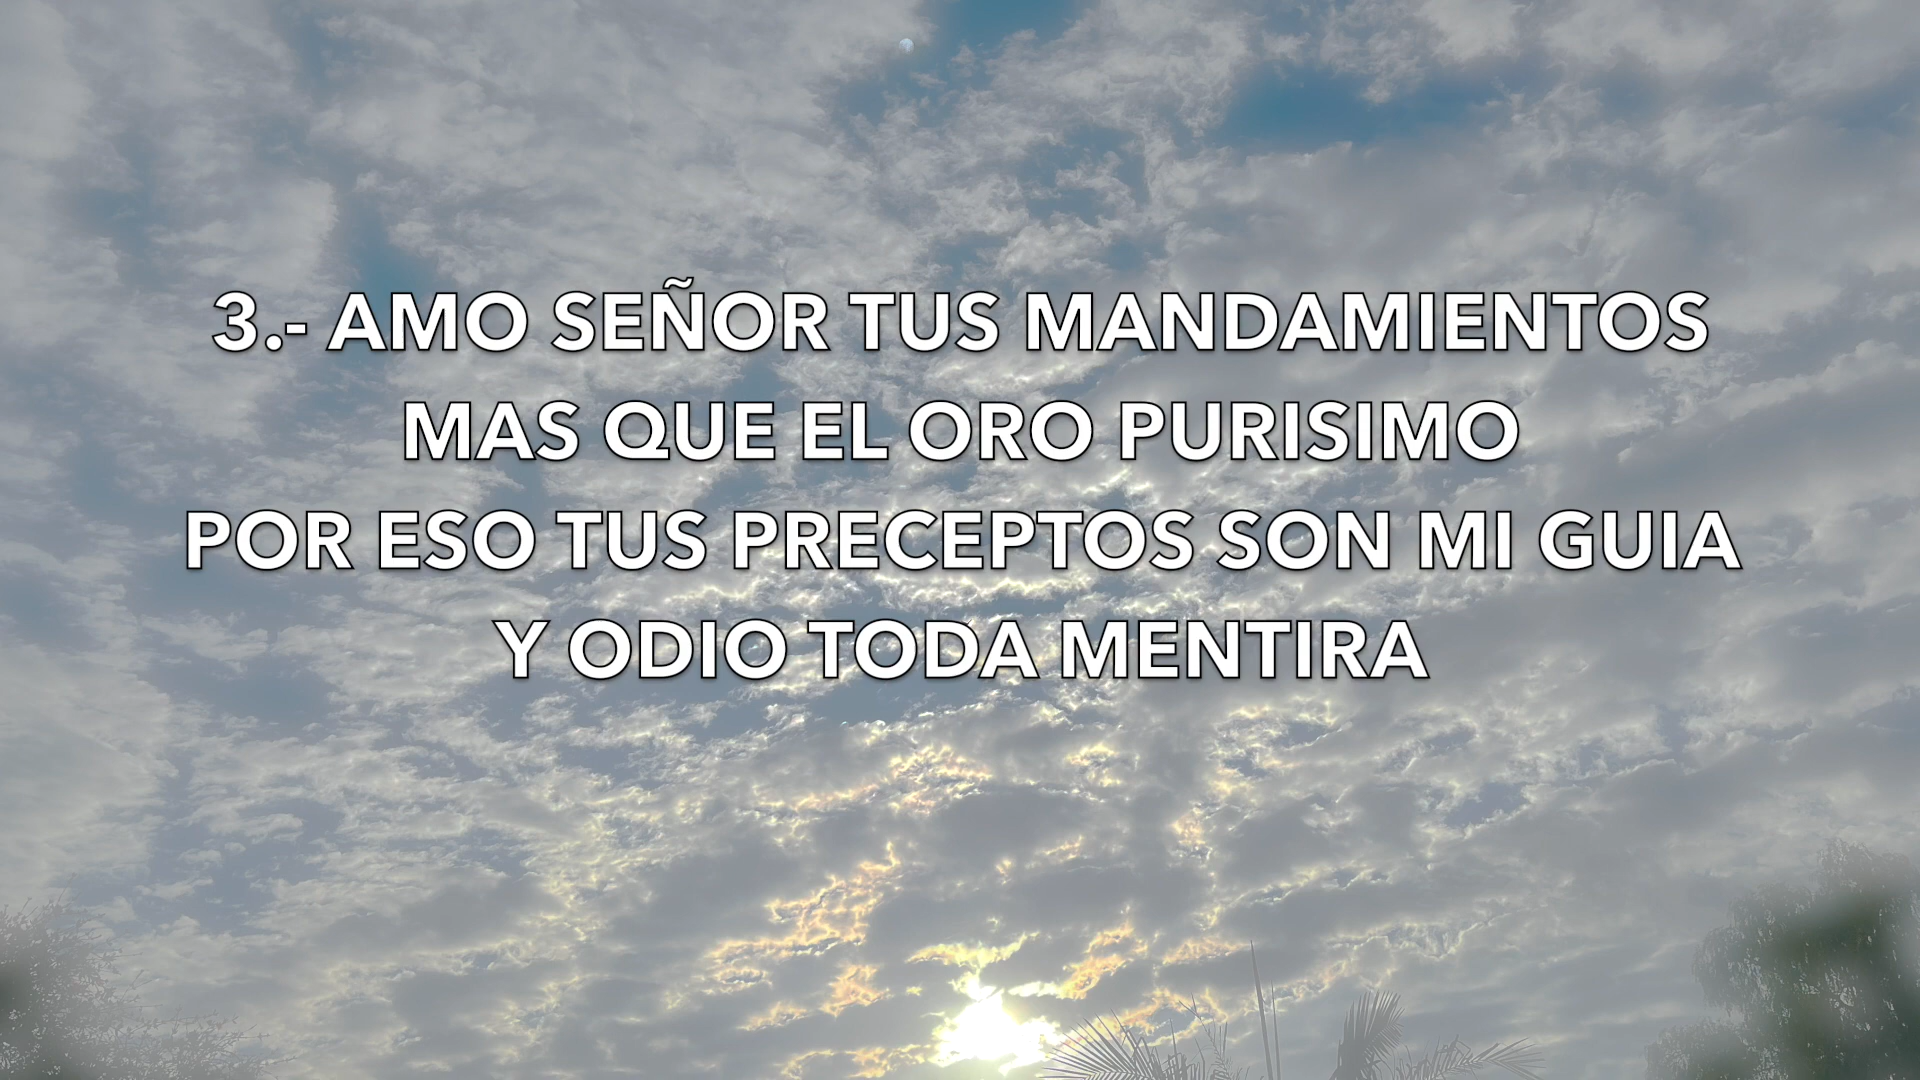 3.- AMO SEÑOR TUS MANDAMIENTOS
MAS QUE EL ORO PURISIMO
POR ESO TUS PRECEPTOS SON MI GUIA
Y ODIO TODA MENTIRA